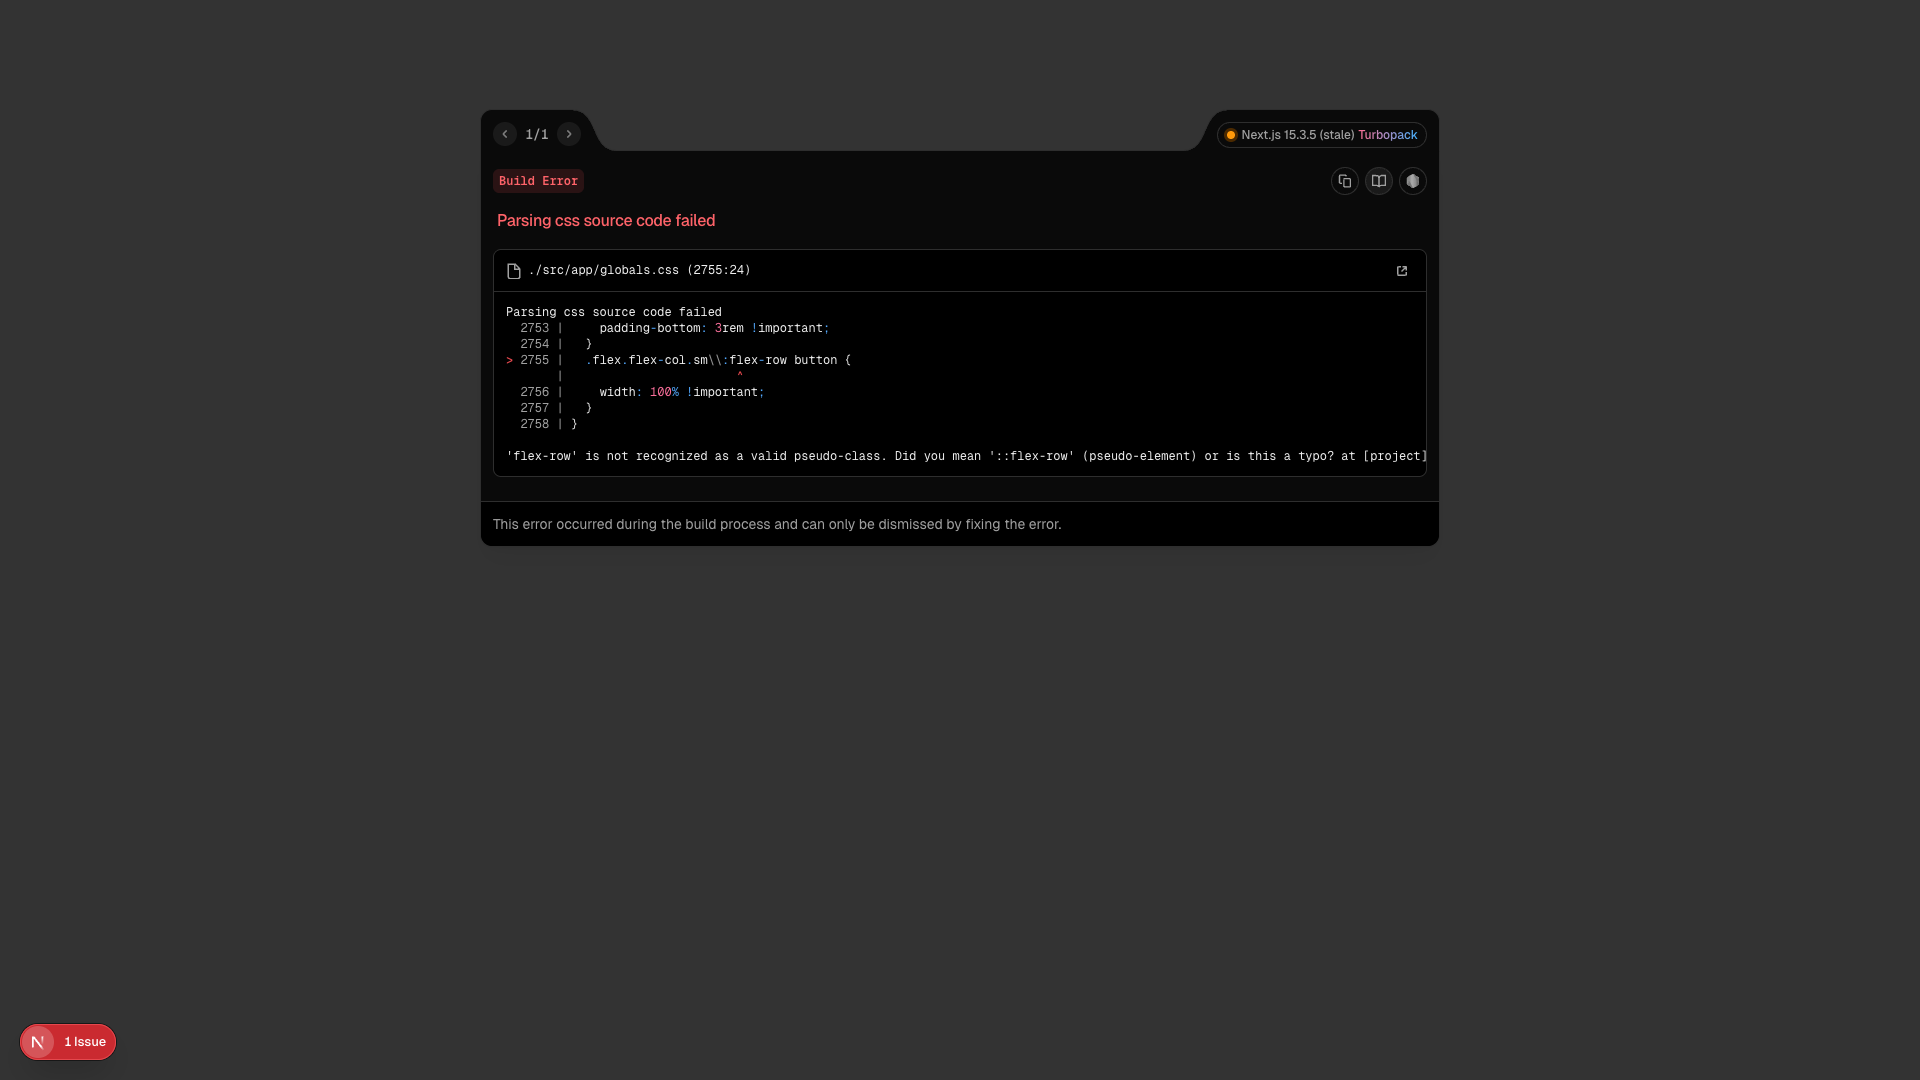 1/1
Next.js 15.3.5 (stale) Turbopack
Build Error
Parsing css source code failed
./src/app/globals.css (2755:24)
Parsing css source code failed
  2753 |     padding-bottom: 3rem !important;
  2754 |   }
> 2755 |   .flex.flex-col.sm\\:flex-row button {
       |                        ^
  2756 |     width: 100% !important;
  2757 |   }
  2758 | }
'flex-row' is not recognized as a valid pseudo-class. Did you mean '::flex-row' (pseudo-element) or is this a typo? at [project]
This error occurred during the build process and can only be dismissed by fixing the error.
N 1 Issue